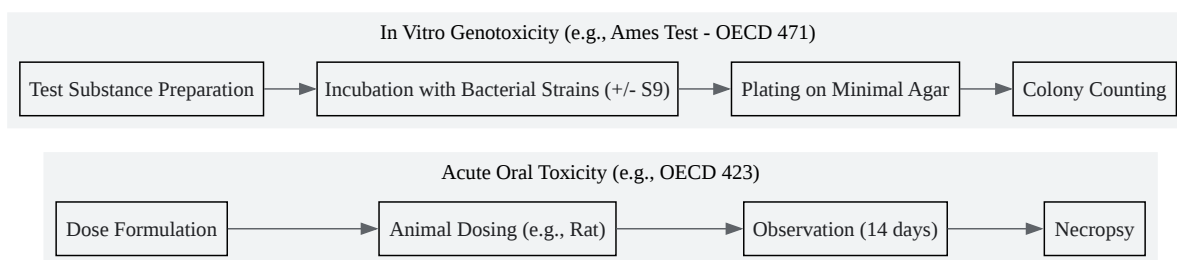 In Vitro Genotoxicity (e.g., Ames Test - OECD 471)
Test Substance Preparation
Incubation with Bacterial Strains (+/- S9)
Plating on Minimal Agar
Colony Counting
Acute Oral Toxicity (e.g., OECD 423)
Dose Formulation
Animal Dosing (e.g., Rat)
Observation (14 days)
Necropsy